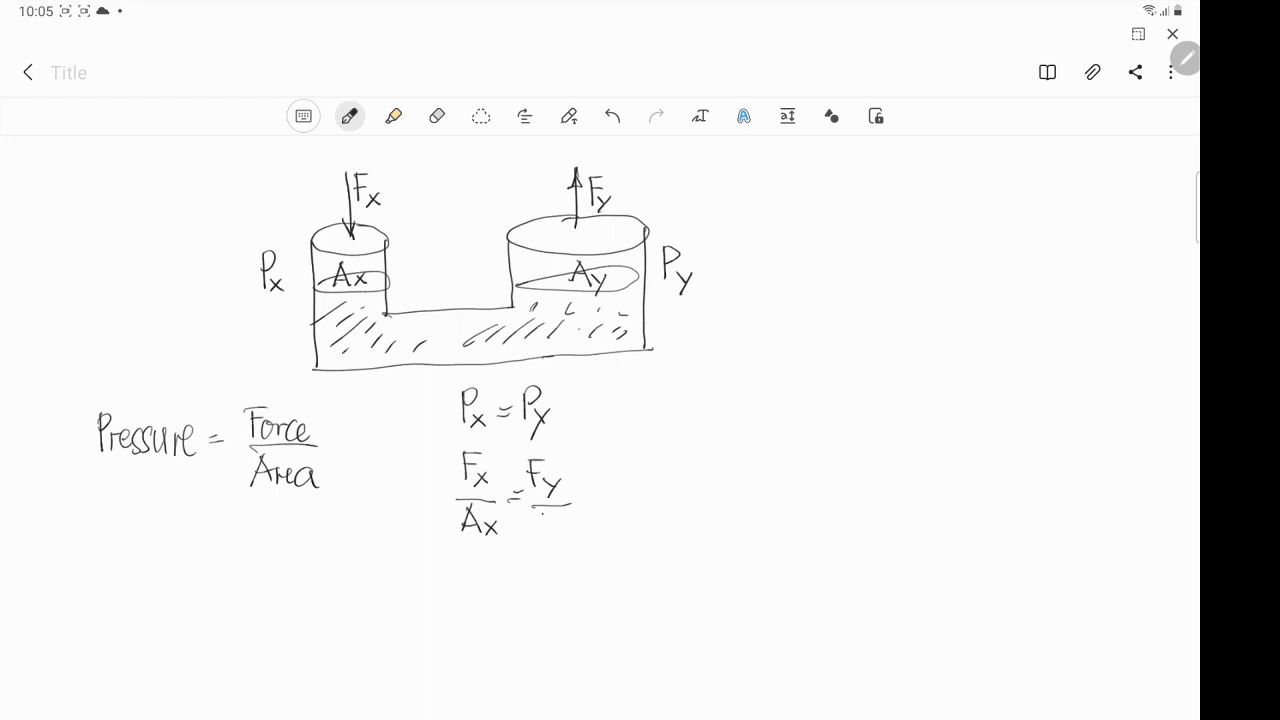 10:05
Title
Fx
Fy
Px
Ax
Ay
Py
Px = Py
Pressure = Force
Area
Fx = Fy
Ax